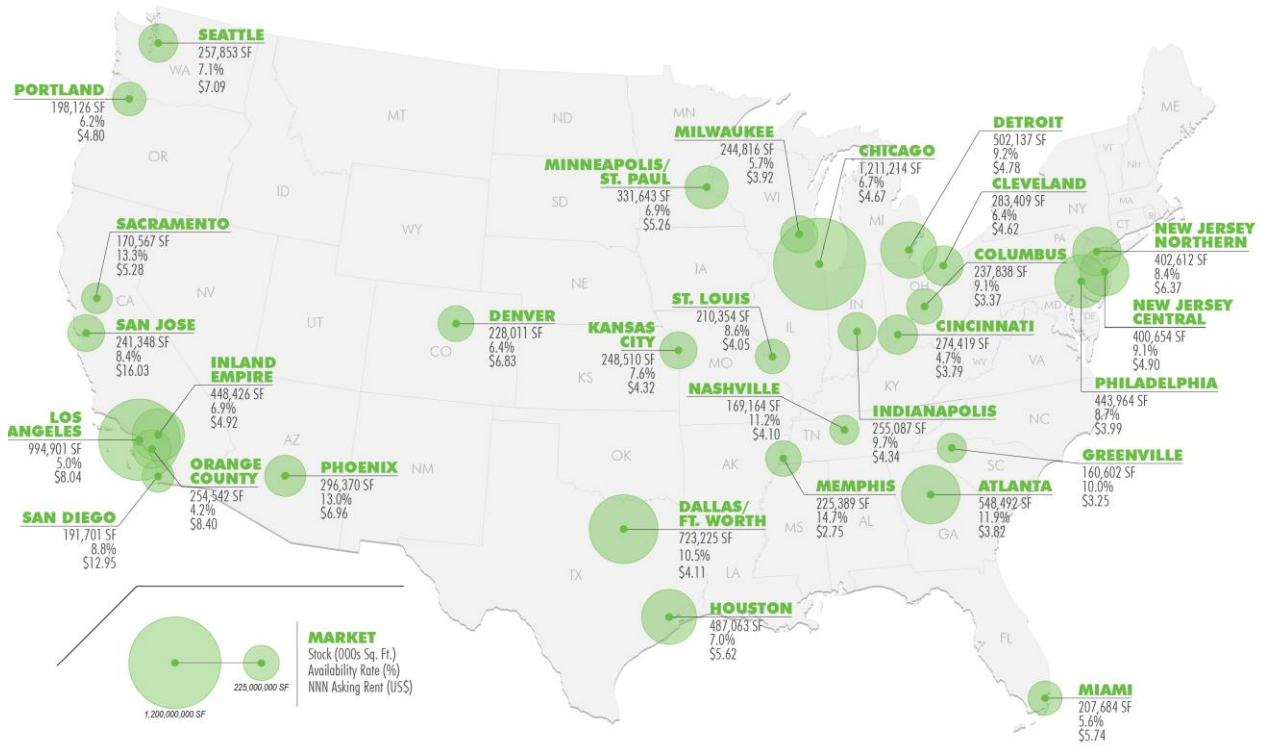 SEATTLE
257,853 SF
7.1%
$7.09
WA
PORTLAND
198,126 SF
6.2%
$4.80
OR
MT
ND
MN
ID
SD
WY
WI
MI
ME
VT
NH
MA
CT
RI
NY
MILWAUKEE
244,816 SF
5.7%
$3.92
MINNEAPOLIS/
ST. PAUL
331,643 SF
6.9%
$5.26
CHICAGO
1,211,214 SF
6.7%
$4.67
DETROIT
502,137 SF
9.2%
$4.78
CLEVELAND
283,409 SF
6.4%
$4.62
NEW JERSEY
NORTHERN
402,612 SF
8.4%
$6.37
PA
SACRAMENTO
170,567 SF
13.3%
$5.28
CA
NV
UT
NE
IA
COLUMBUS
237,838 SF
9.1%
$3.37
OH
SAN JOSE
241,348 SF
8.4%
$16.03
DENVER
228,011 SF
6.4%
$6.83
CO
KANSAS
CITY
248,510 SF
7.6%
$4.32
KS
ST. LOUIS
210,354 SF
8.6%
$4.05
MO
IL
IN
CINCINNATI
274,419 SF
4.7%
$3.79
WV
VA
MD
DE
NEW JERSEY
CENTRAL
400,654 SF
9.1%
$4.90
INLAND
EMPIRE
448,426 SF
6.9%
$4.92
PHILADELPHIA
443,964 SF
8.7%
$3.99
KY
NASHVILLE
169,164 SF
11.2%
$4.10
TN
INDIANAPOLIS
255,087 SF
9.7%
$4.34
NC
LOS
ANGELES
994,901 SF
5.0%
$8.04
AZ
NM
OK
AK
GREENVILLE
160,602 SF
10.0%
$3.25
SC
ORANGE
COUNTY
254,542 SF
4.2%
$8.40
PHOENIX
296,370 SF
13.0%
$6.96
MEMPHIS
225,389 SF
14.7%
$2.75
ATLANTA
548,492 SF
11.9%
$3.82
SAN DIEGO
191,701 SF
8.8%
$12.95
DALLAS/
FT. WORTH
723,225 SF
10.5%
$4.11
MS
AL
GA
TX
LA
HOUSTON
487,063 SF
7.0%
$5.62
FL
MIAMI
207,684 SF
5.6%
$5.74
MARKET
Stock (000s Sq. Ft.)
Availability Rate (%)
NNN Asking Rent (US$)
225,000,000 SF
1,200,000,000 SF